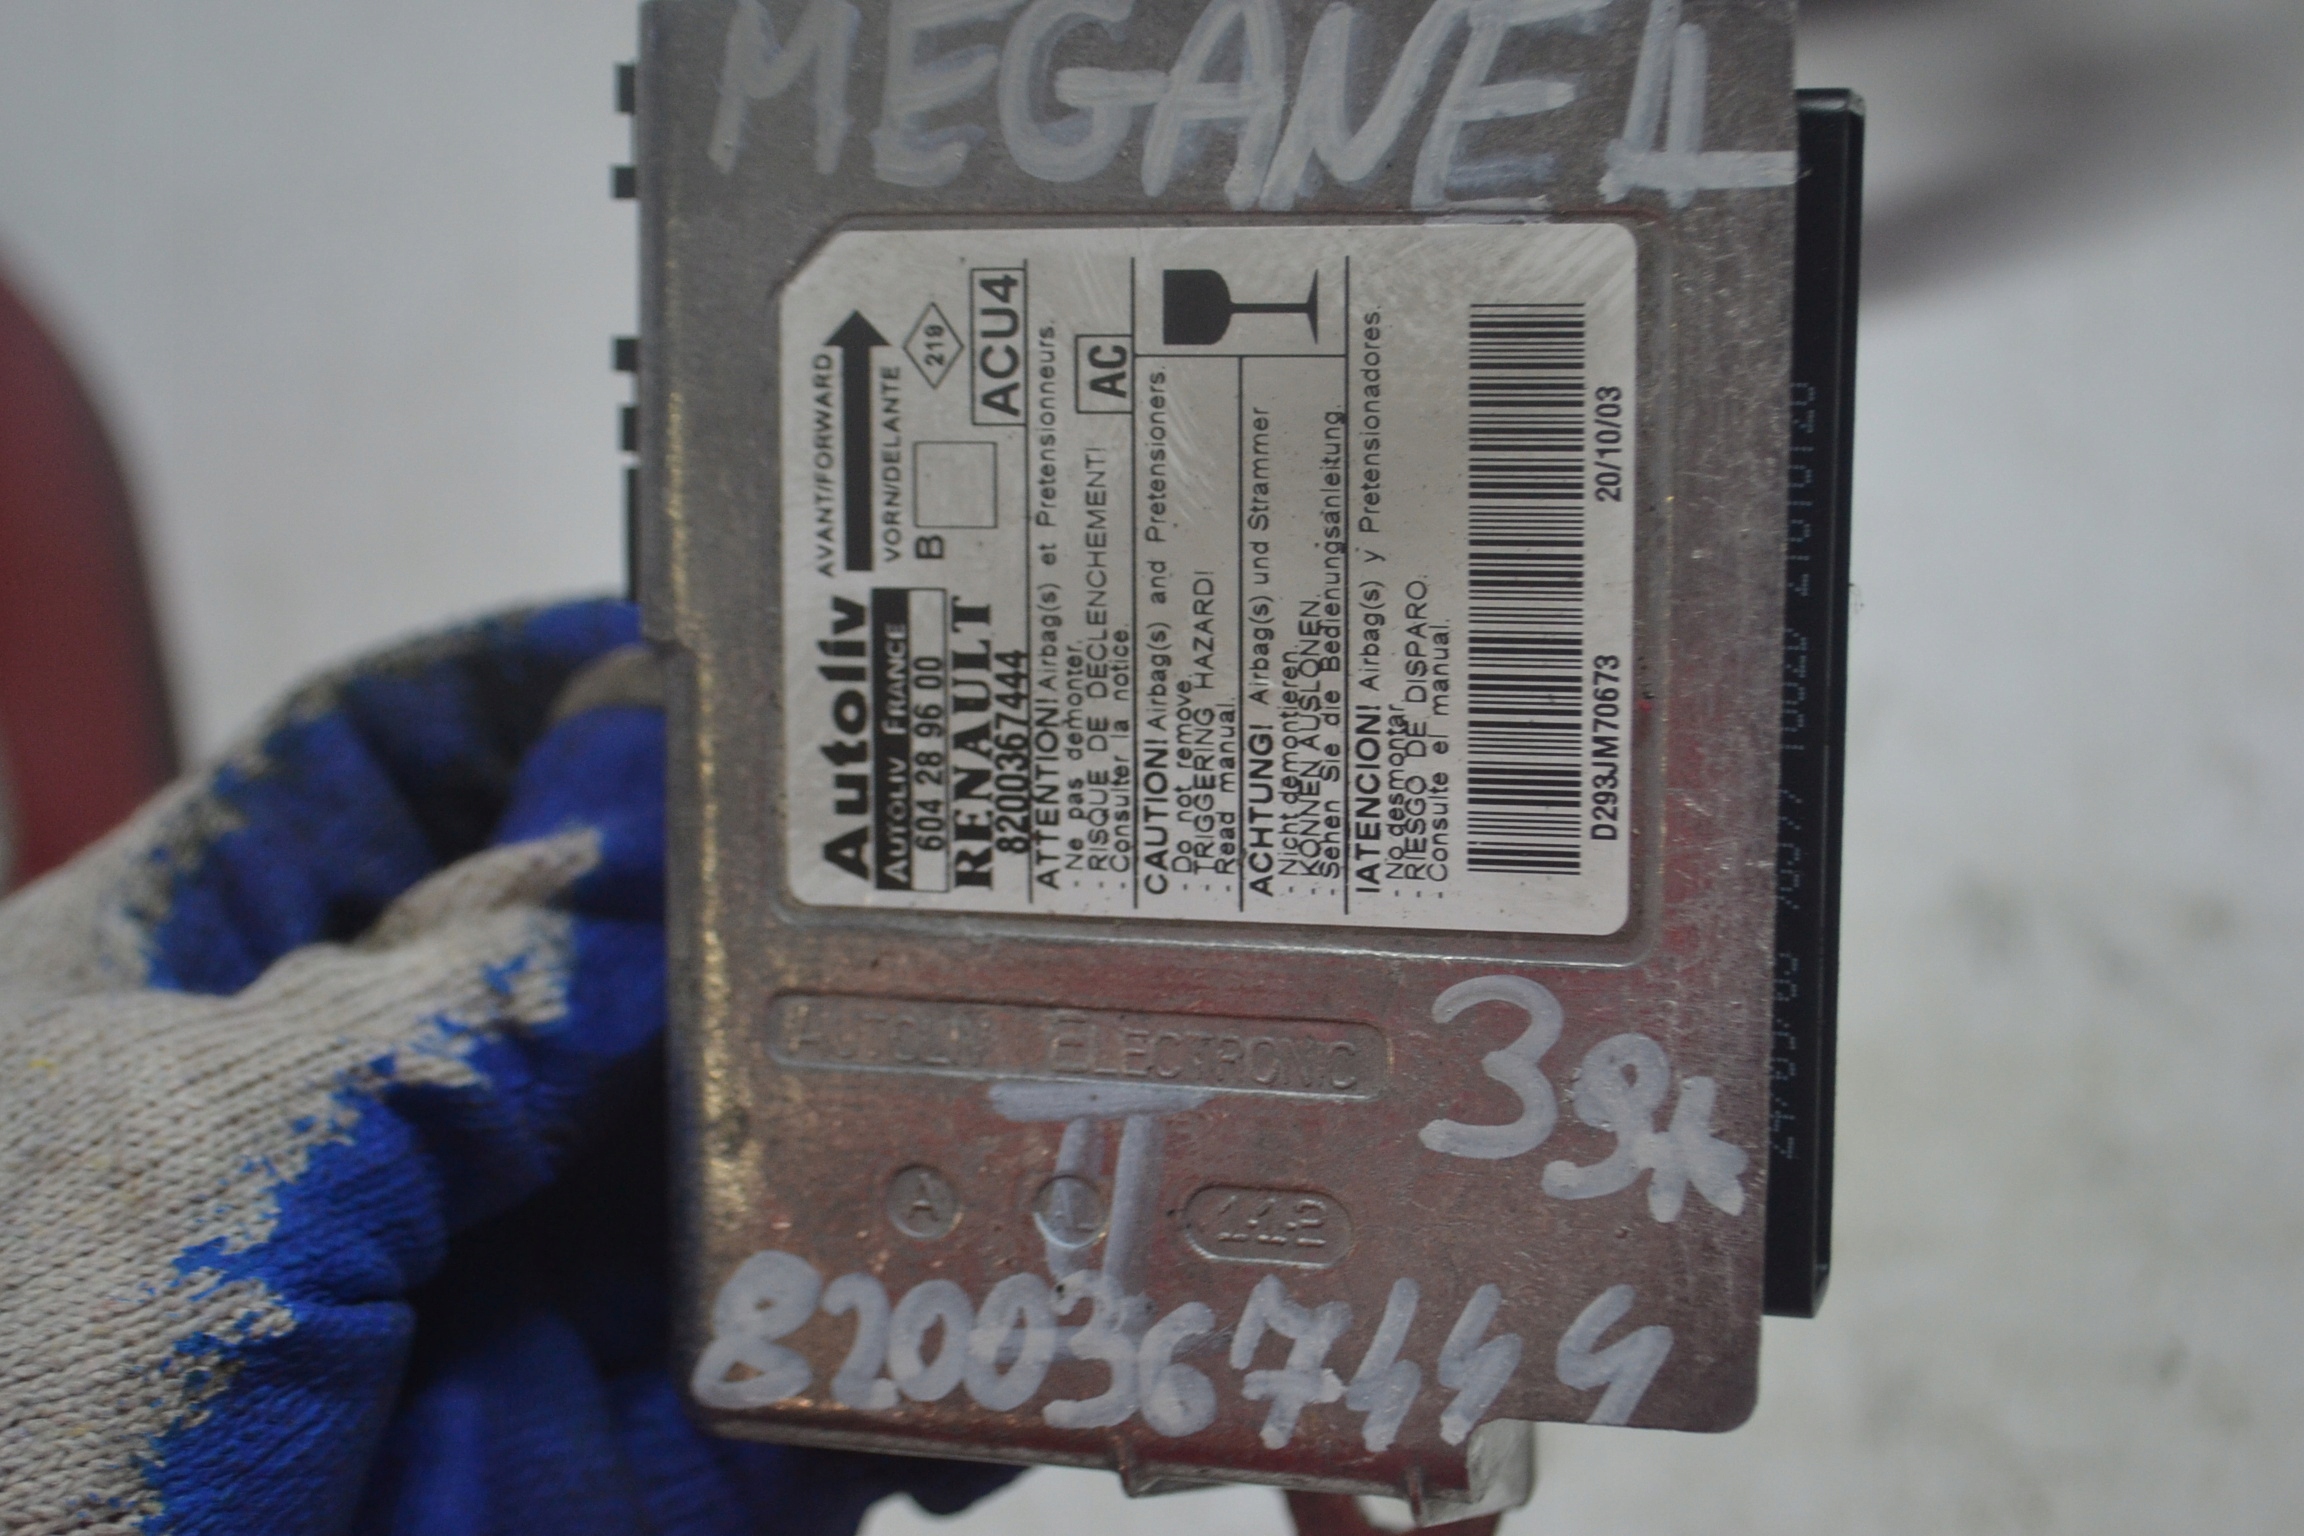 MEGANE II
Autoliv
AVANT/FORWARD
VORN/DELANTE
AUTOLIV FRANCE
604 28 96 00
B
219
RENAULT
ACU4
8200367444
ATTENTION! Airbag(s) et Pretensionneurs.
- Ne pas demonter.
- RISQUE DE DECLENCHEMENT!
- Consulter la notice.
AC
CAUTION! Airbag(s) and Pretensioners.
- Do not remove.
- TRIGGERING HAZARD!
- Read manual.
ACHTUNG! Airbag(s) und Strammer
- Nicht demontieren.
- KÖNNEN AUSLÖNEN.
- Sehen Sie die Bedienungsanleitung.
!ATENCION! Airbag(s) y Pretensionadores.
- No desmontar.
- RIESGO DE DISPARO.
- Consulte el manual.
D293JM70673
20/10/03
AUTOLIV ELECTRONIC
A
8200367444